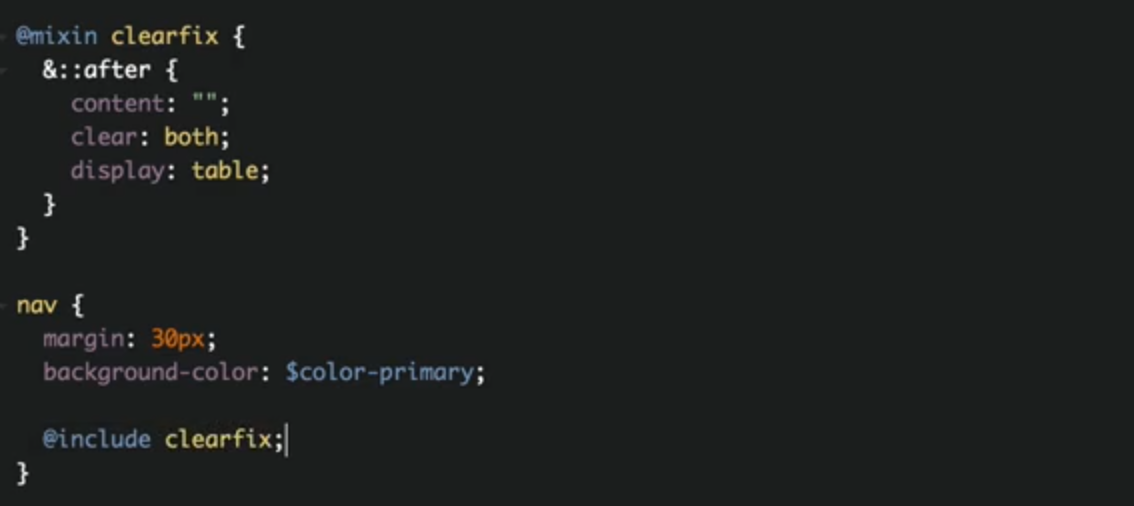 @mixin clearfix {
  &::after {
    content: "";
    clear: both;
    display: table;
  }
}

nav {
  margin: 30px;
  background-color: $color-primary;

  @include clearfix;
}